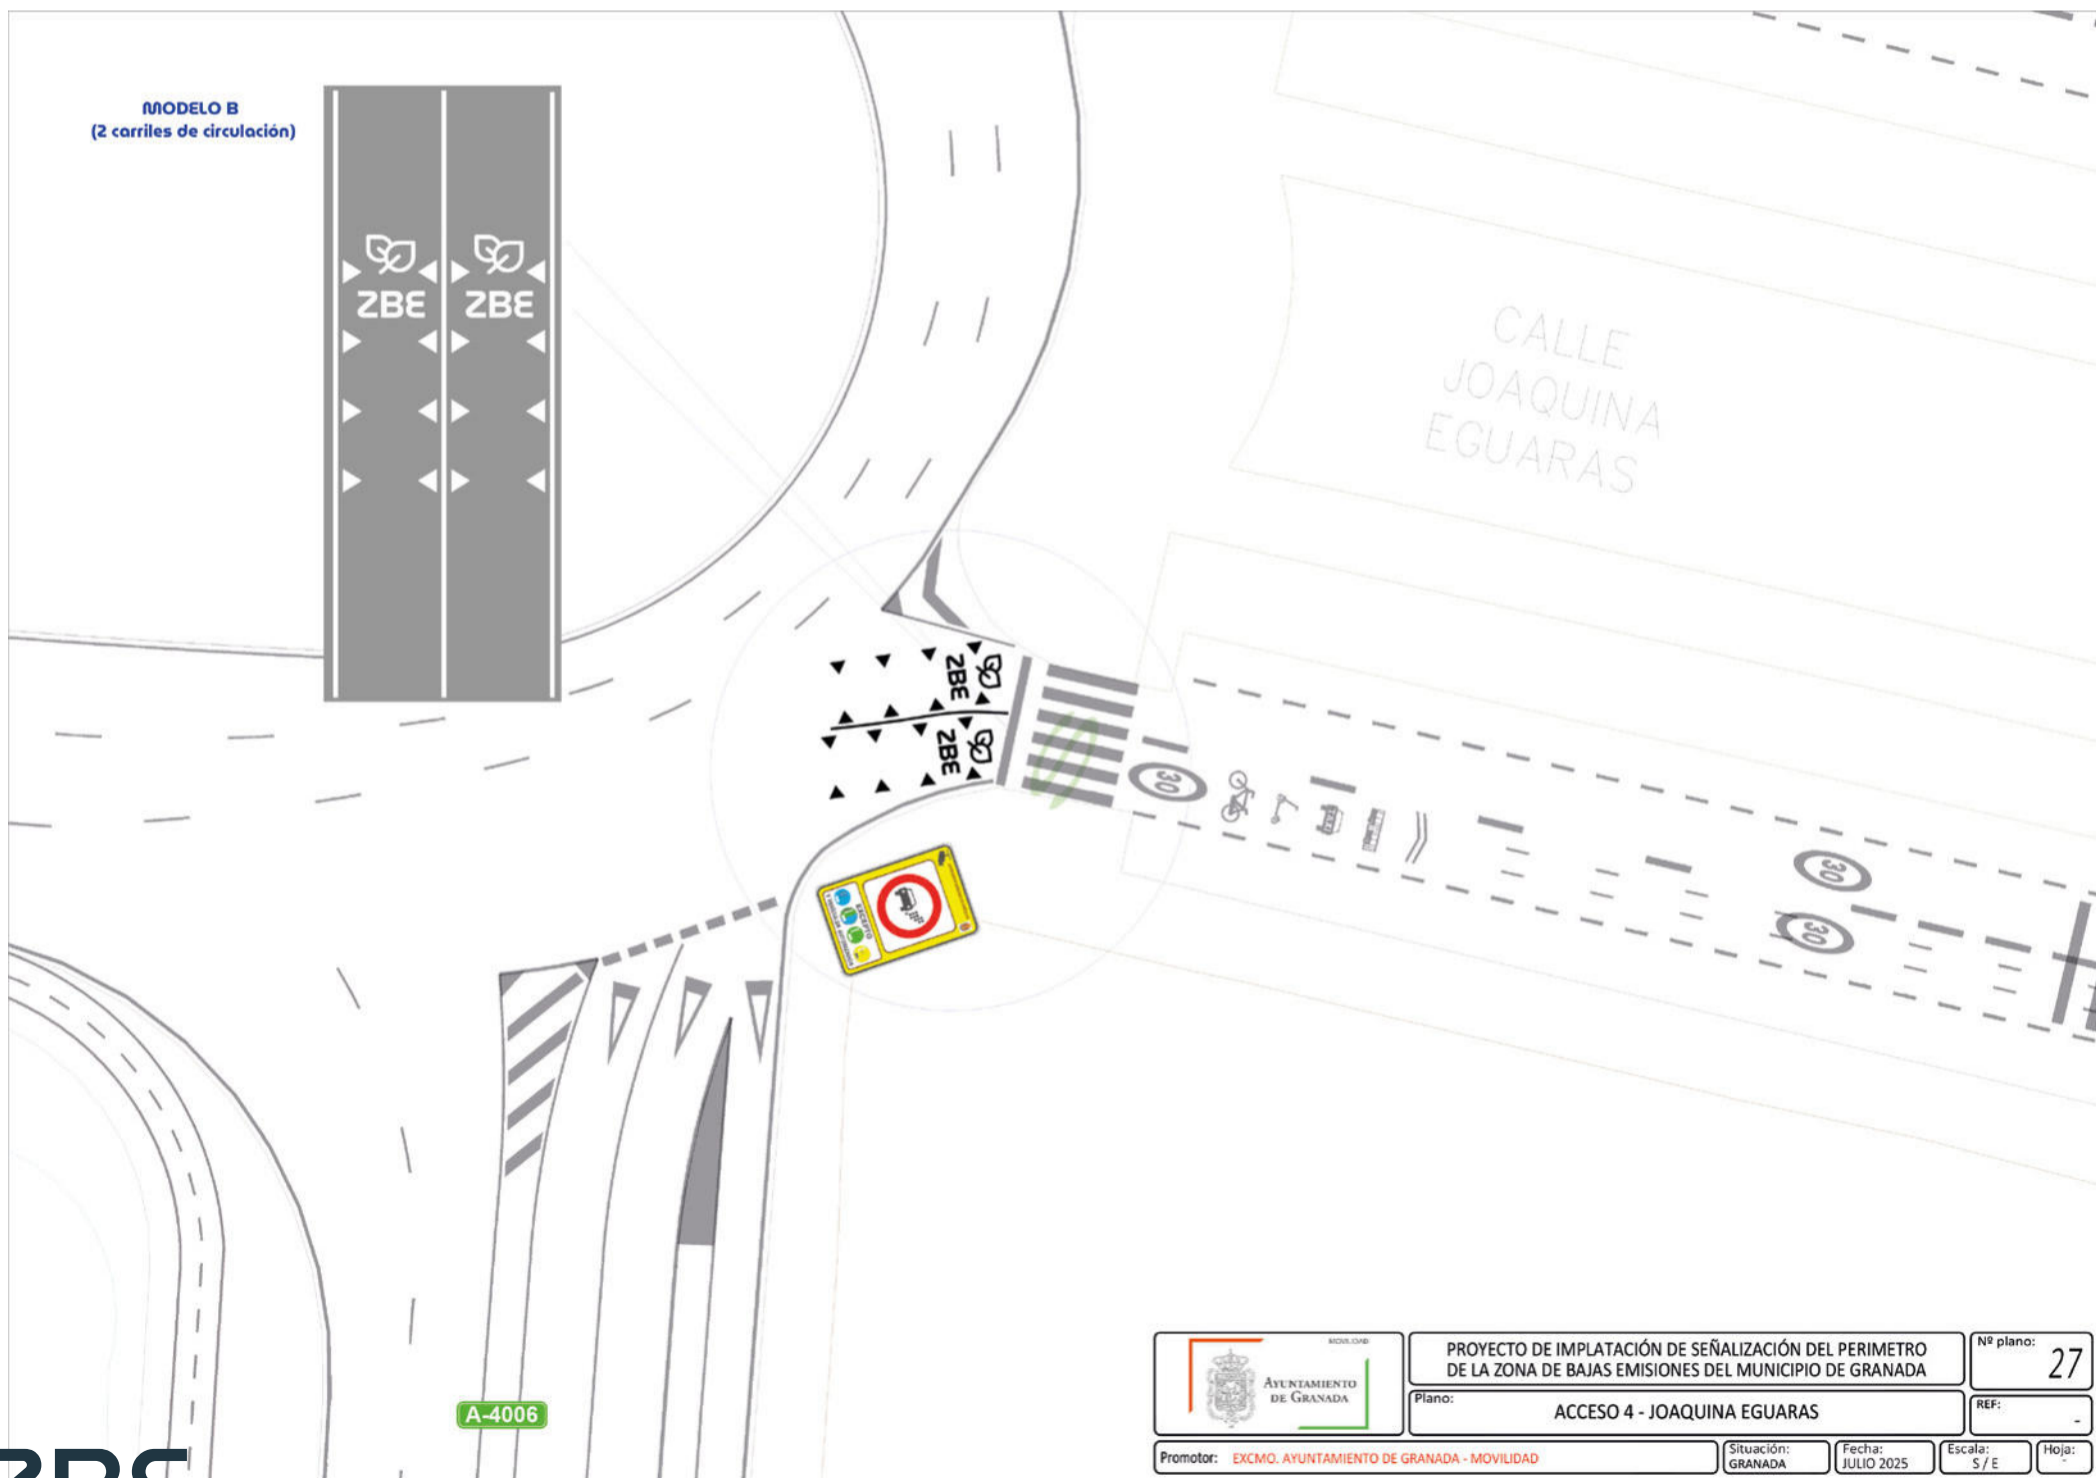 MODELO B
(2 carriles de circulación)
ZBE ZBE
CALLE
JOAQUINA
EGUARAS
ZBE
ZBE
30
30
30
EXCEPTO
A-4006
MOVILIDAD
AYUNTAMIENTO
DE GRANADA
PROYECTO DE IMPLATACIÓN DE SEÑALIZACIÓN DEL PERIMETRO
DE LA ZONA DE BAJAS EMISIONES DEL MUNICIPIO DE GRANADA
Nº plano:
27
Plano:
ACCESO 4 - JOAQUINA EGUARAS
REF:
-
Promotor: EXCMO. AYUNTAMIENTO DE GRANADA - MOVILIDAD
Situación:
GRANADA
Fecha:
JULIO 2025
Escala:
S / E
Hoja:
-